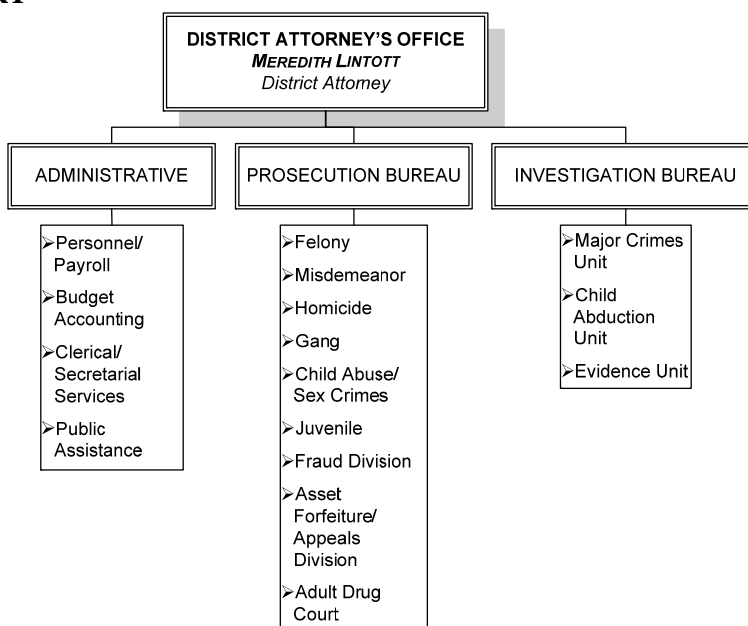 DISTRICT ATTORNEY'S OFFICE
MEREDITH LINTOTT
District Attorney
ADMINISTRATIVE
PROSECUTION BUREAU
INVESTIGATION BUREAU
➢Personnel/
Payroll
➢Budget
Accounting
➢Clerical/
Secretarial
Services
➢Public
Assistance
➢Felony
➢Misdemeanor
➢Homicide
➢Gang
➢Child Abuse/
Sex Crimes
➢Juvenile
➢Fraud Division
➢Asset
Forfeiture/
Appeals
Division
➢Adult Drug
Court
➢Major Crimes
Unit
➢Child
Abduction
Unit
➢Evidence Unit